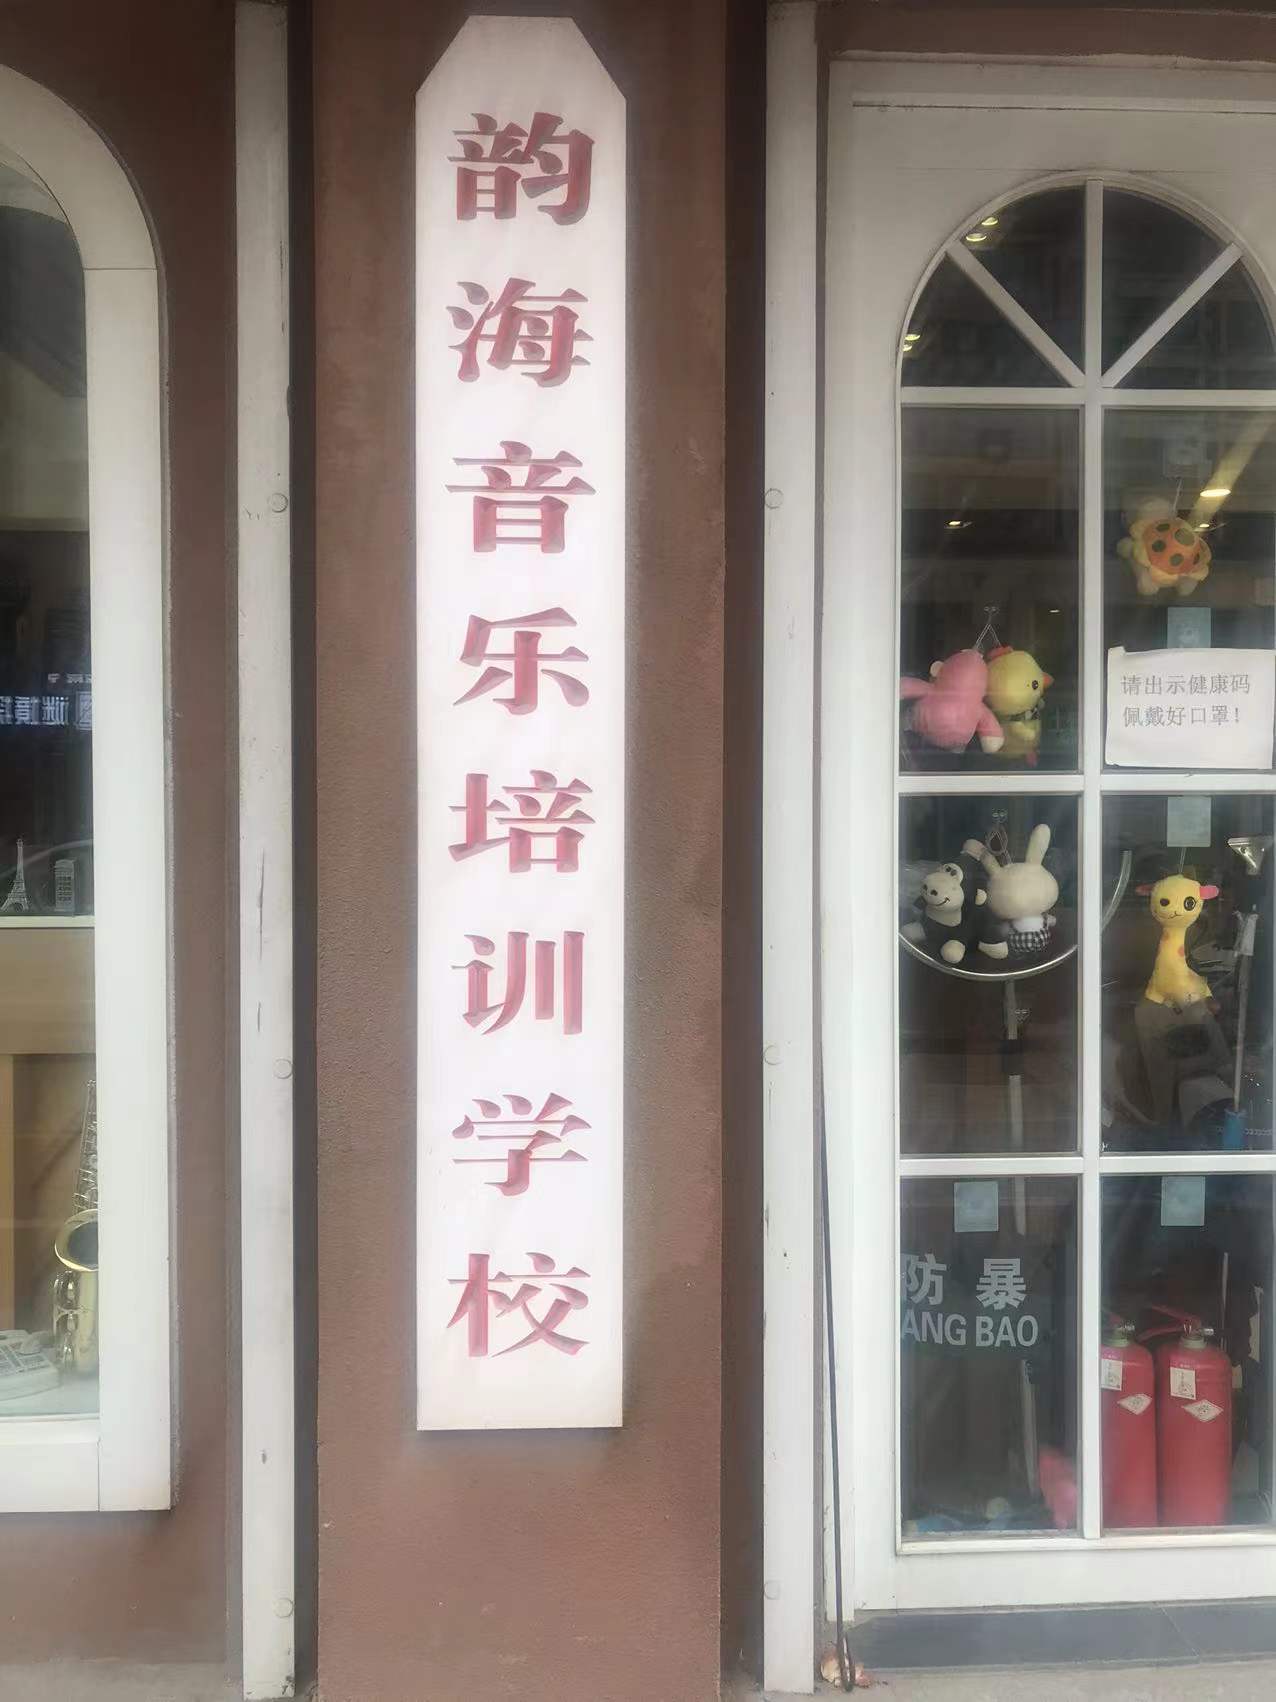 韵海音乐培训学校
请出示健康码
佩戴好口罩！
防暴
ANG BAO